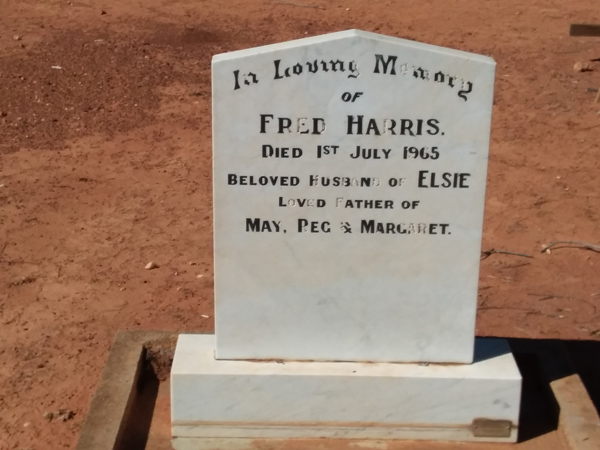 In Loving Memory
OF
FRED HARRIS.
DIED 1ST JULY 1965
BELOVED HUSBAND OF ELSIE
LOVED FATHER OF
MAY, PEG & MARGARET.